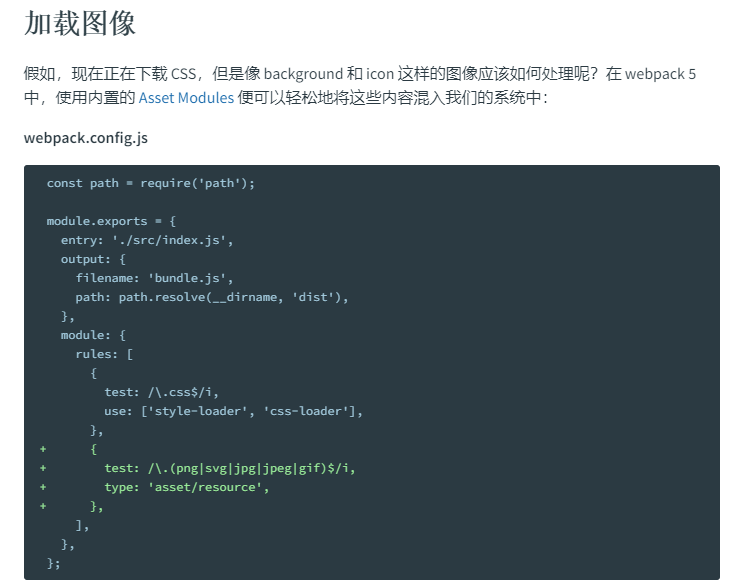 加载图像
假如，现在正在下载 CSS，但是像 background 和 icon 这样的图像应该如何处理呢？在 webpack 5
中，使用内置的 Asset Modules 便可以轻松地将这些内容混入我们的系统中：
webpack.config.js
const path = require('path');

module.exports = {
  entry: './src/index.js',
  output: {
    filename: 'bundle.js',
    path: path.resolve(__dirname, 'dist'),
  },
  module: {
    rules: [
      {
        test: /\.css$/i,
        use: ['style-loader', 'css-loader'],
      },
+      {
+        test: /\.(png|svg|jpg|jpeg|gif)$/i,
+        type: 'asset/resource',
+      },
    ],
  },
};